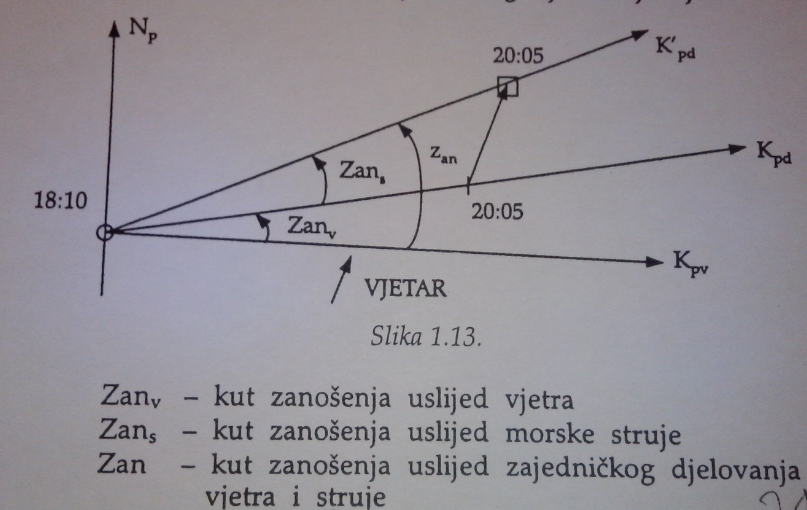 N_p
20:05
K'_pd
z_an
Zan_s
K_pd
18:10
20:05
Zan_v
K_pv
VJETAR
Slika 1.13.
Zan_v – kut zanošenja uslijed vjetra
Zan_s – kut zanošenja uslijed morske struje
Zan – kut zanošenja uslijed zajedničkog djelovanja
vjetra i struje